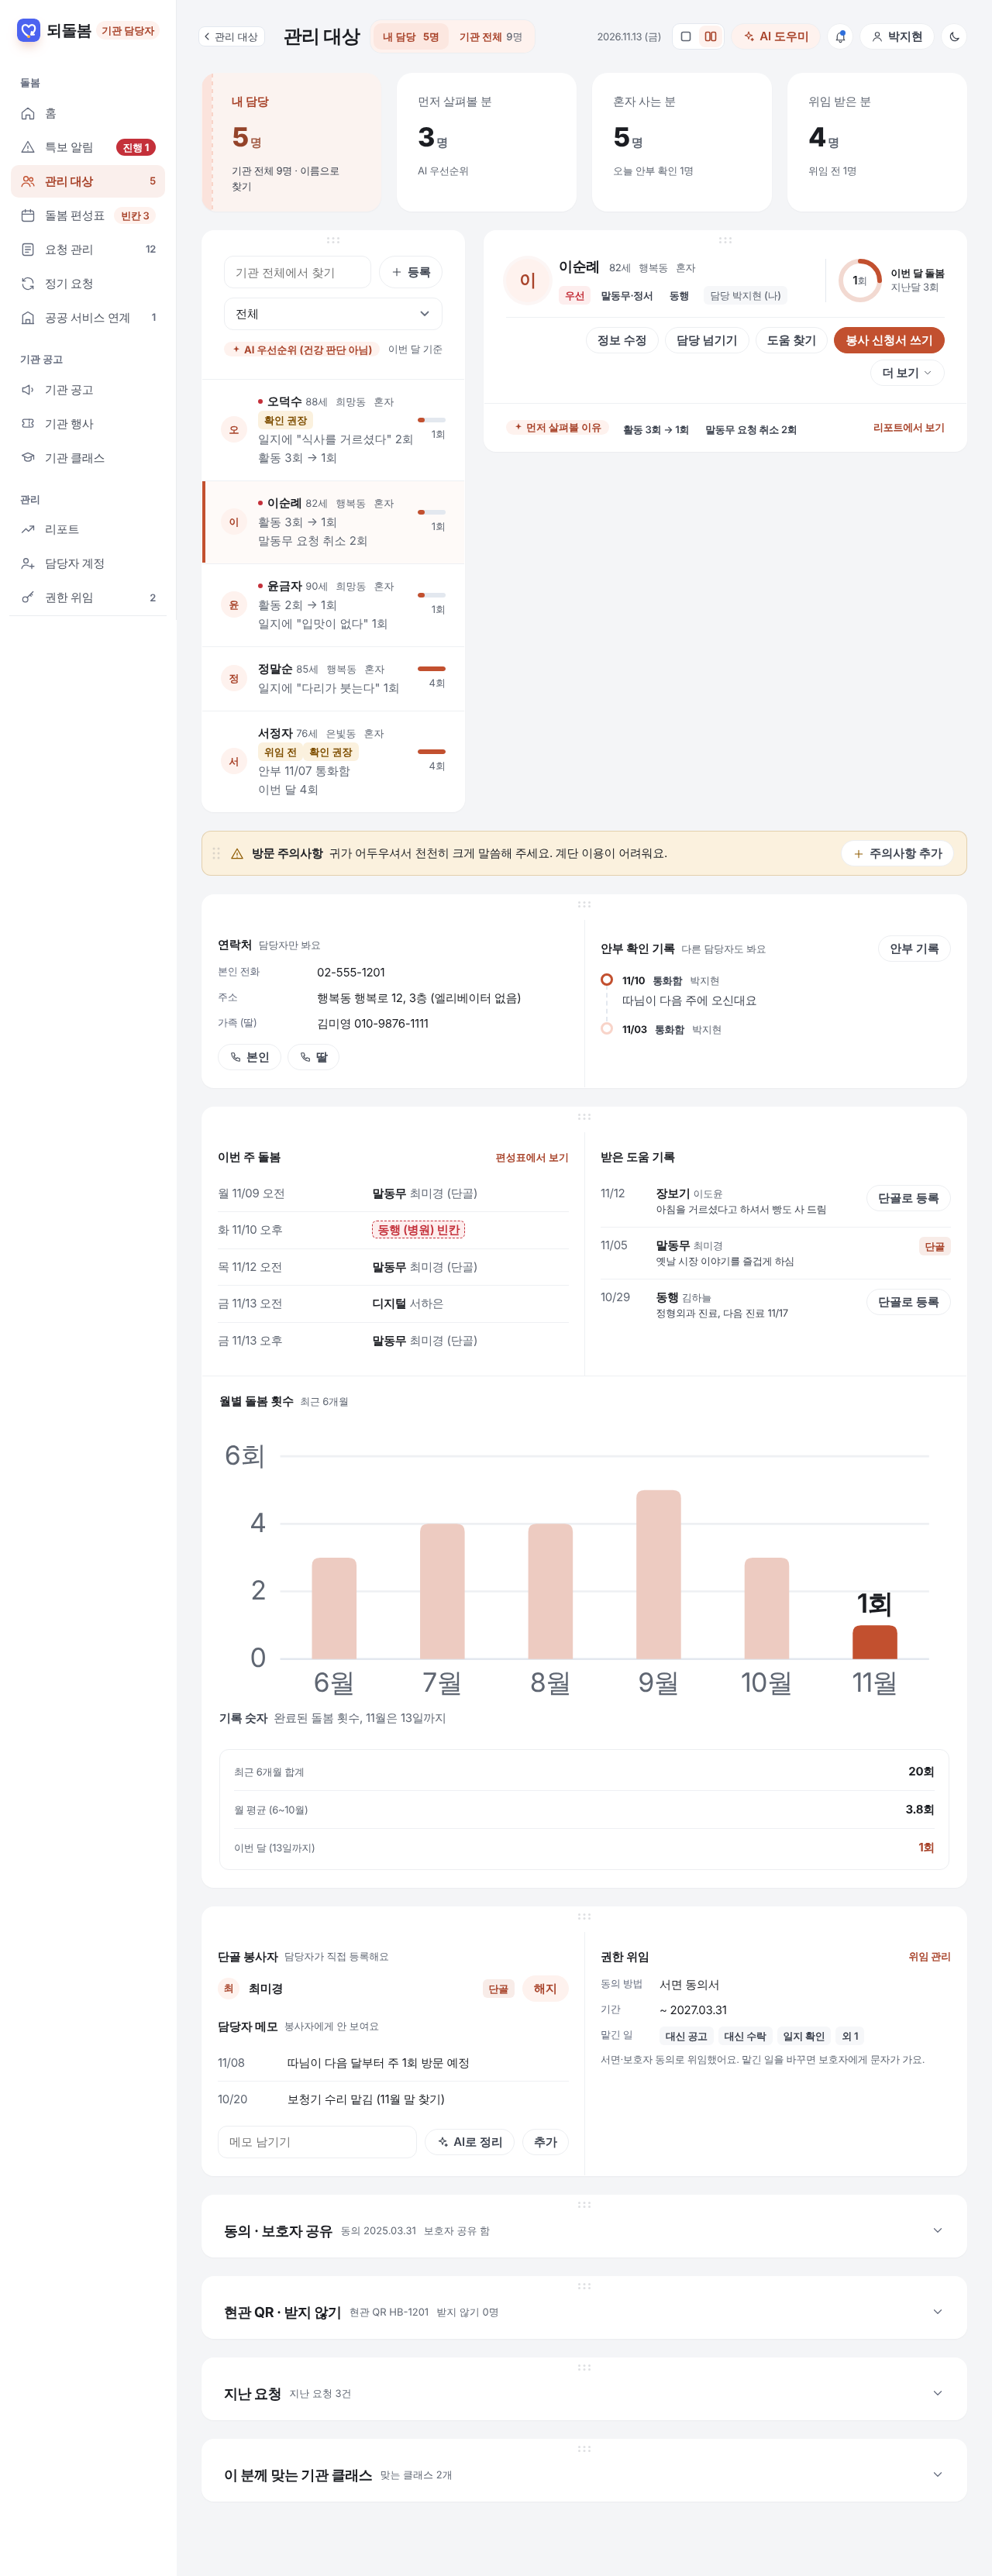 되돌봄 기관 담당자
돌봄
홈
특보 알림 진행 1
관리 대상 5
돌봄 편성표 빈칸 3
요청 관리 12
정기 요청
공공 서비스 연계 1
기관 공고
기관 공고
기관 행사
기관 클래스
관리
리포트
담당자 계정
권한 위임 2
관리 대상
관리 대상
내 담당 5명 기관 전체 9명
2026.11.13 (금)
AI 도우미
박지현
내 담당
5명
기관 전체 9명 · 이름으로
찾기
먼저 살펴볼 분
3명
AI 우선순위
혼자 사는 분
5명
오늘 안부 확인 1명
위임 받은 분
4명
위임 전 1명
기관 전체에서 찾기
등록
전체
AI 우선순위 (건강 판단 아님) 이번 달 기준
오
오덕수 88세 희망동 혼자
확인 권장
일지에 "식사를 거르셨다" 2회
활동 3회 → 1회
1회
이
이순례 82세 행복동 혼자
활동 3회 → 1회
말동무 요청 취소 2회
1회
윤
윤금자 90세 희망동 혼자
활동 2회 → 1회
일지에 "입맛이 없다" 1회
1회
정
정말순 85세 행복동 혼자
일지에 "다리가 붓는다" 1회
4회
서
서정자 76세 은빛동 혼자
위임 전 확인 권장
안부 11/07 통화함
이번 달 4회
4회
이
이순례 82세 행복동 혼자
우선 말동무·정서 동행 담당 박지현 (나)
1회
이번 달 돌봄
지난달 3회
정보 수정 담당 넘기기 도움 찾기 봉사 신청서 쓰기
더 보기
먼저 살펴볼 이유 활동 3회 → 1회 말동무 요청 취소 2회 리포트에서 보기
방문 주의사항 귀가 어두우셔서 천천히 크게 말씀해 주세요. 계단 이용이 어려워요.
주의사항 추가
연락처 담당자만 봐요
본인 전화 02-555-1201
주소 행복동 행복로 12, 3층 (엘리베이터 없음)
가족 (딸) 김미영 010-9876-1111
본인 딸
안부 확인 기록 다른 담당자도 봐요 안부 기록
11/10 통화함 박지현
따님이 다음 주에 오신대요
11/03 통화함 박지현
이번 주 돌봄 편성표에서 보기
월 11/09 오전 말동무 최미경 (단골)
화 11/10 오후 동행 (병원) 빈칸
목 11/12 오전 말동무 최미경 (단골)
금 11/13 오전 디지털 서하은
금 11/13 오후 말동무 최미경 (단골)
받은 도움 기록
11/12 장보기 이도윤 단골로 등록
아침을 거르셨다고 하셔서 빵도 사 드림
11/05 말동무 최미경 단골
옛날 시장 이야기를 즐겁게 하심
10/29 동행 김하늘 단골로 등록
정형외과 진료, 다음 진료 11/17
월별 돌봄 횟수 최근 6개월
6회
4
2
0
1회
6월 7월 8월 9월 10월 11월
기록 숫자 완료된 돌봄 횟수, 11월은 13일까지
최근 6개월 합계 20회
월 평균 (6~10월) 3.8회
이번 달 (13일까지) 1회
단골 봉사자 담당자가 직접 등록해요
최 최미경 단골 해지
담당자 메모 봉사자에게 안 보여요
11/08 따님이 다음 달부터 주 1회 방문 예정
10/20 보청기 수리 맡김 (11월 말 찾기)
메모 남기기 AI로 정리 추가
권한 위임 위임 관리
동의 방법 서면 동의서
기간 ~ 2027.03.31
맡긴 일 대신 공고 대신 수락 일지 확인 외 1
서면·보호자 동의로 위임했어요. 맡긴 일을 바꾸면 보호자에게 문자가 가요.
동의 · 보호자 공유 동의 2025.03.31 보호자 공유 함
현관 QR · 받지 않기 현관 QR HB-1201 받지 않기 0명
지난 요청 지난 요청 3건
이 분께 맞는 기관 클래스 맞는 클래스 2개